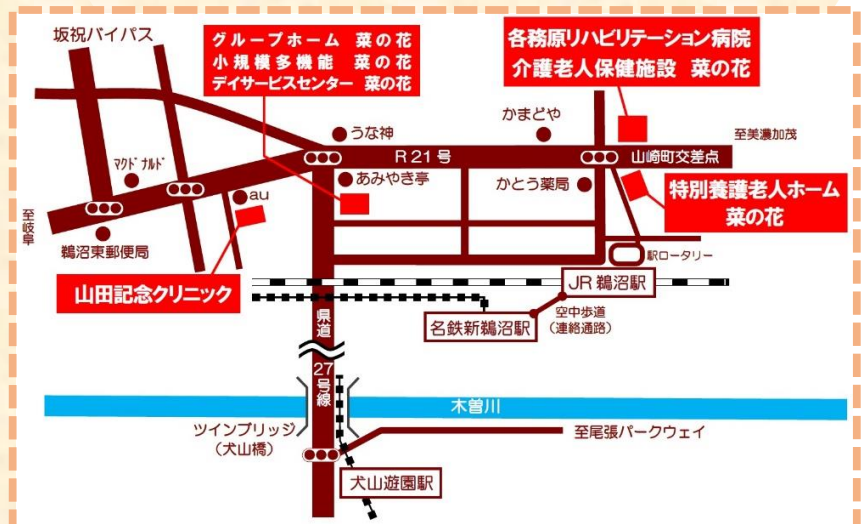 坂祝バイパス
グループホーム 菜の花
小規模多機能 菜の花
デイサービスセンター 菜の花
各務原リハビリテーション病院
介護老人保健施設 菜の花
うな神
かまどや
至美濃加茂
R21号
山崎町交差点
ﾏｸﾄﾞﾅﾙﾄﾞ
au
あみやき亭
かとう薬局
特別養護老人ホーム
菜の花
至岐阜
鵜沼東郵便局
駅ロータリー
山田記念クリニック
JR鵜沼駅
名鉄新鵜沼駅
空中歩道
(連絡通路)
県道
27号線
木曽川
ツインブリッジ
(犬山橋)
至尾張パークウェイ
犬山遊園駅